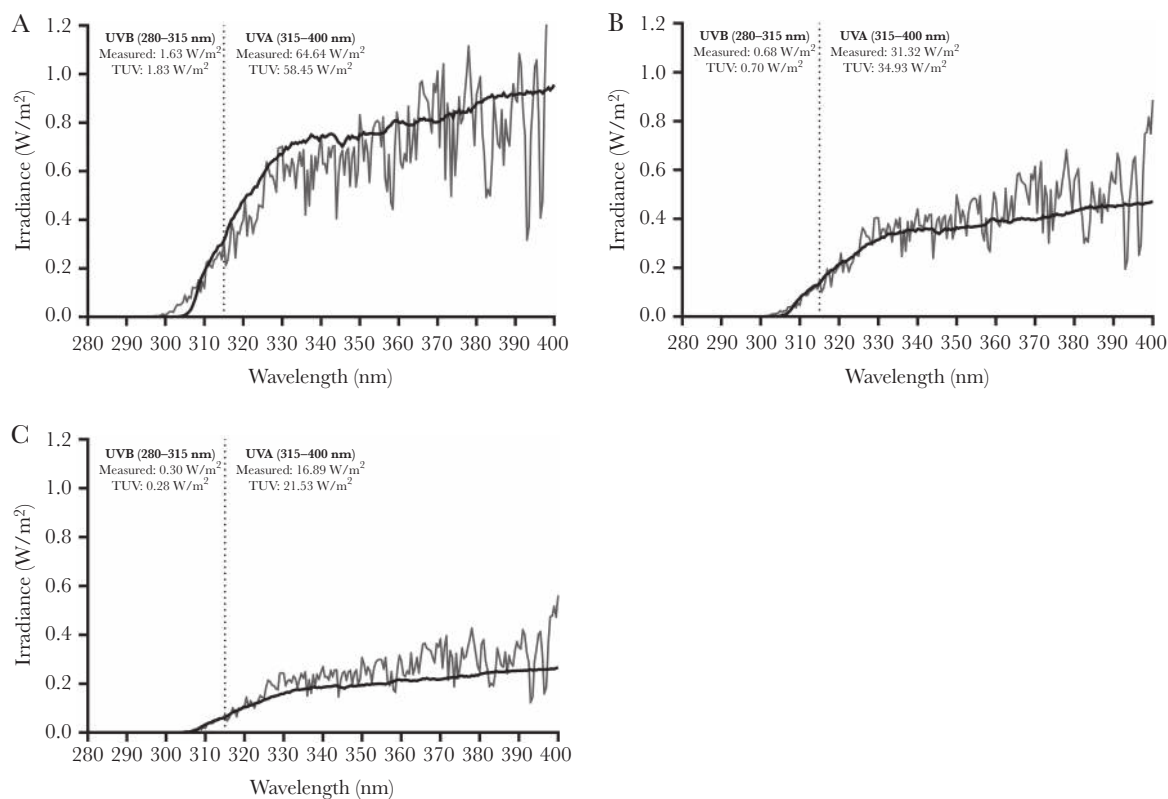 A
UVB (280–315 nm)
Measured: 1.63 W/m²
TUV: 1.83 W/m²
UVA (315–400 nm)
Measured: 64.64 W/m²
TUV: 58.45 W/m²
Irradiance (W/m²)
1.2
1.0
0.8
0.6
0.4
0.2
0.0
280 290 300 310 320 330 340 350 360 370 380 390 400
Wavelength (nm)
B
UVB (280–315 nm)
Measured: 0.68 W/m²
TUV: 0.70 W/m²
UVA (315–400 nm)
Measured: 31.32 W/m²
TUV: 34.93 W/m²
Irradiance (W/m²)
1.2
1.0
0.8
0.6
0.4
0.2
0.0
280 290 300 310 320 330 340 350 360 370 380 390 400
Wavelength (nm)
C
UVB (280–315 nm)
Measured: 0.30 W/m²
TUV: 0.28 W/m²
UVA (315–400 nm)
Measured: 16.89 W/m²
TUV: 21.53 W/m²
Irradiance (W/m²)
1.2
1.0
0.8
0.6
0.4
0.2
0.0
280 290 300 310 320 330 340 350 360 370 380 390 400
Wavelength (nm)